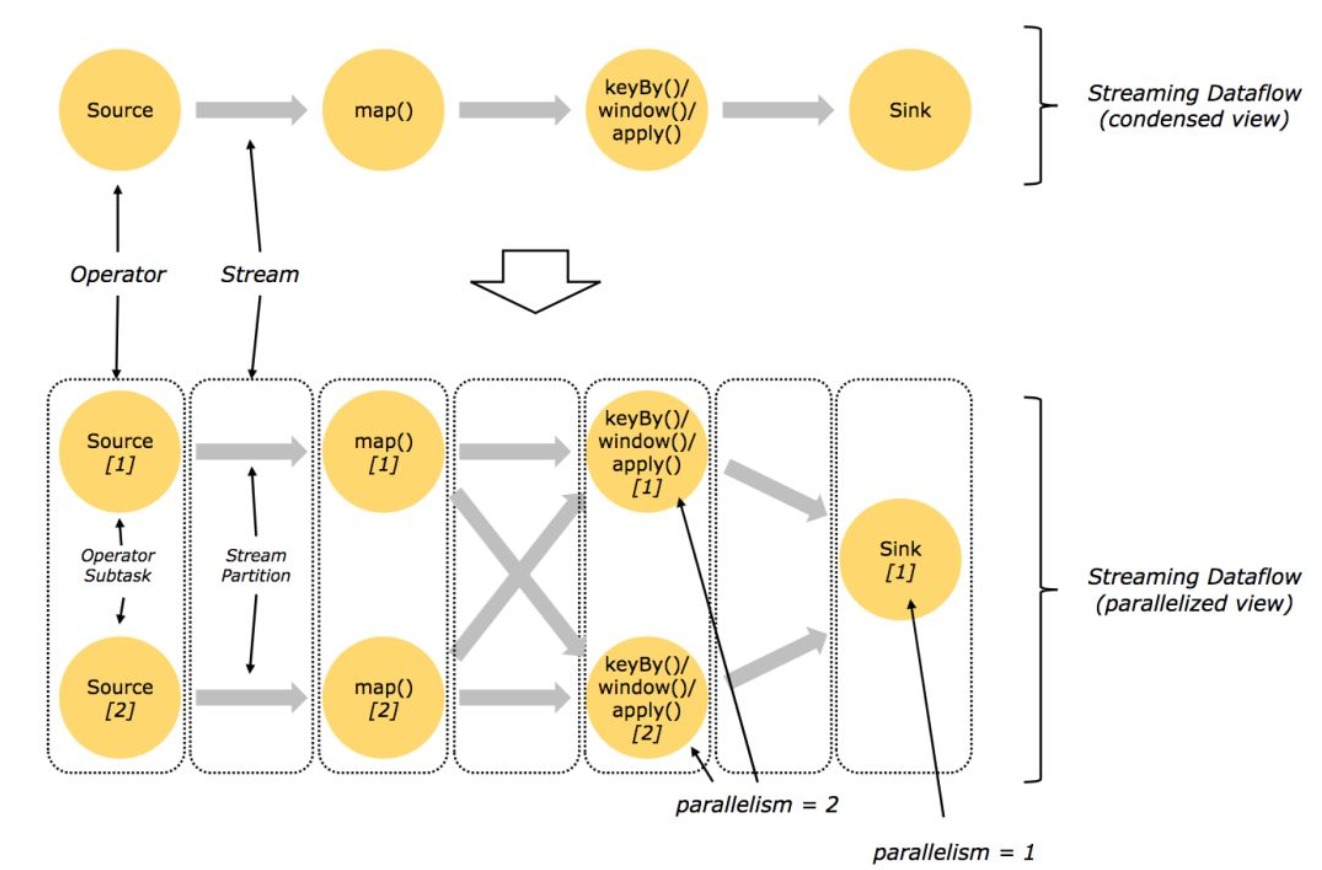 Source
map()
keyBy()/
window()/
apply()
Sink
Streaming Dataflow
(condensed view)
Operator
Stream
Source
[1]
map()
[1]
keyBy()/
window()/
apply()
[1]
Operator
Subtask
Stream
Partition
Sink
[1]
Streaming Dataflow
(parallelized view)
Source
[2]
map()
[2]
keyBy()/
window()/
apply()
[2]
parallelism = 2
parallelism = 1